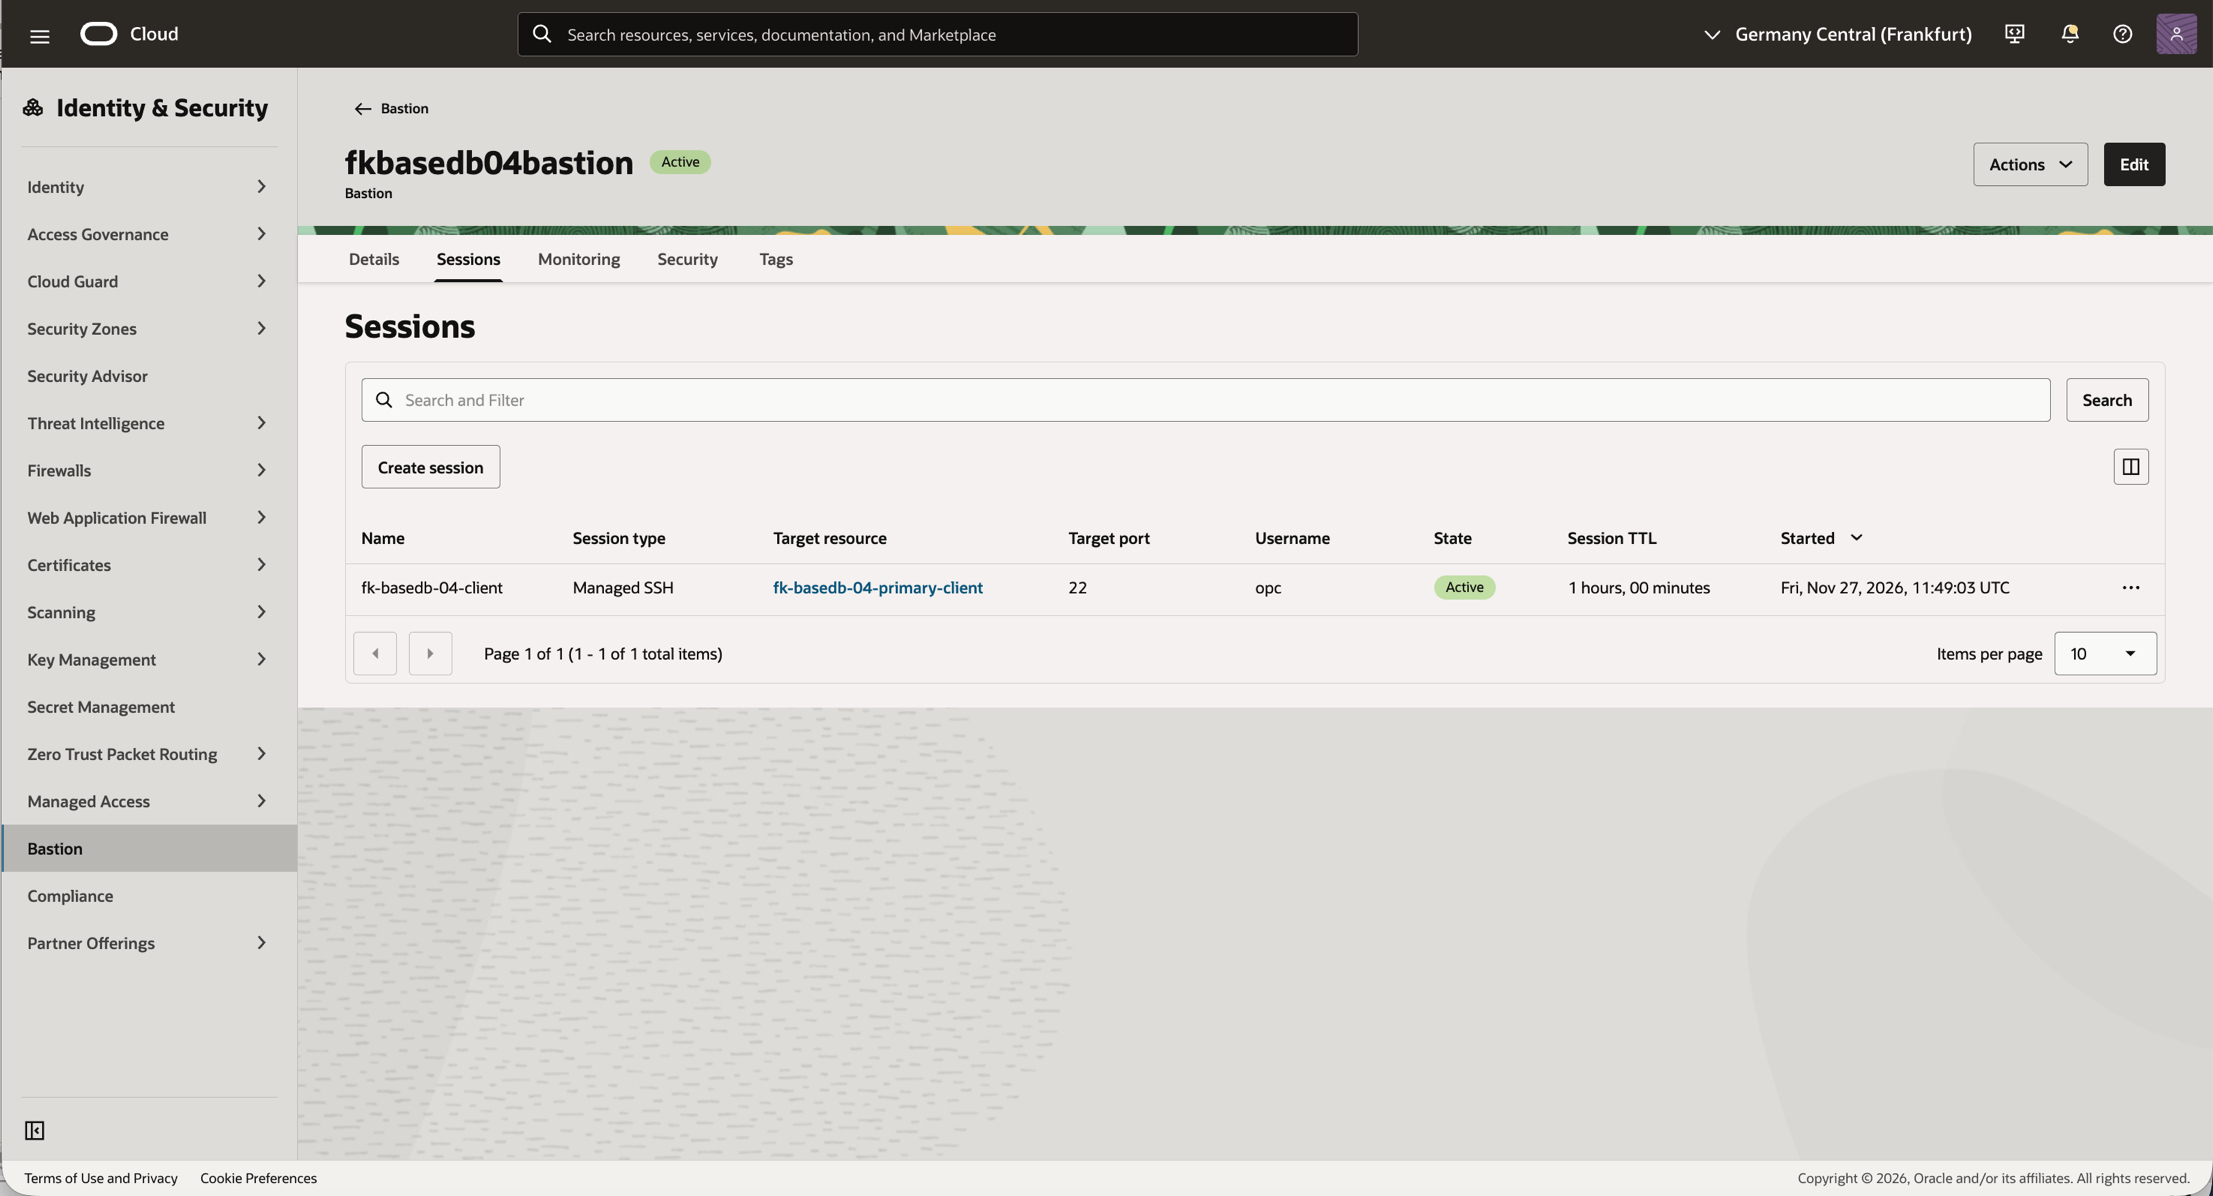 Cloud
Search resources, services, documentation, and Marketplace
Germany Central (Frankfurt)
Identity & Security
Identity
Access Governance
Cloud Guard
Security Zones
Security Advisor
Threat Intelligence
Firewalls
Web Application Firewall
Certificates
Scanning
Key Management
Secret Management
Zero Trust Packet Routing
Managed Access
Bastion
Compliance
Partner Offerings
Bastion
fkbasedb04bastion Active
Bastion
Actions Edit
Details Sessions Monitoring Security Tags
Sessions
Search and Filter Search
Create session
Name Session type Target resource Target port Username State Session TTL Started
fk-basedb-04-client Managed SSH fk-basedb-04-primary-client 22 opc Active 1 hours, 00 minutes Fri, Nov 27, 2026, 11:49:03 UTC
Page 1 of 1 (1 - 1 of 1 total items) Items per page 10
Terms of Use and Privacy Cookie Preferences Copyright © 2026, Oracle and/or its affiliates. All rights reserved.